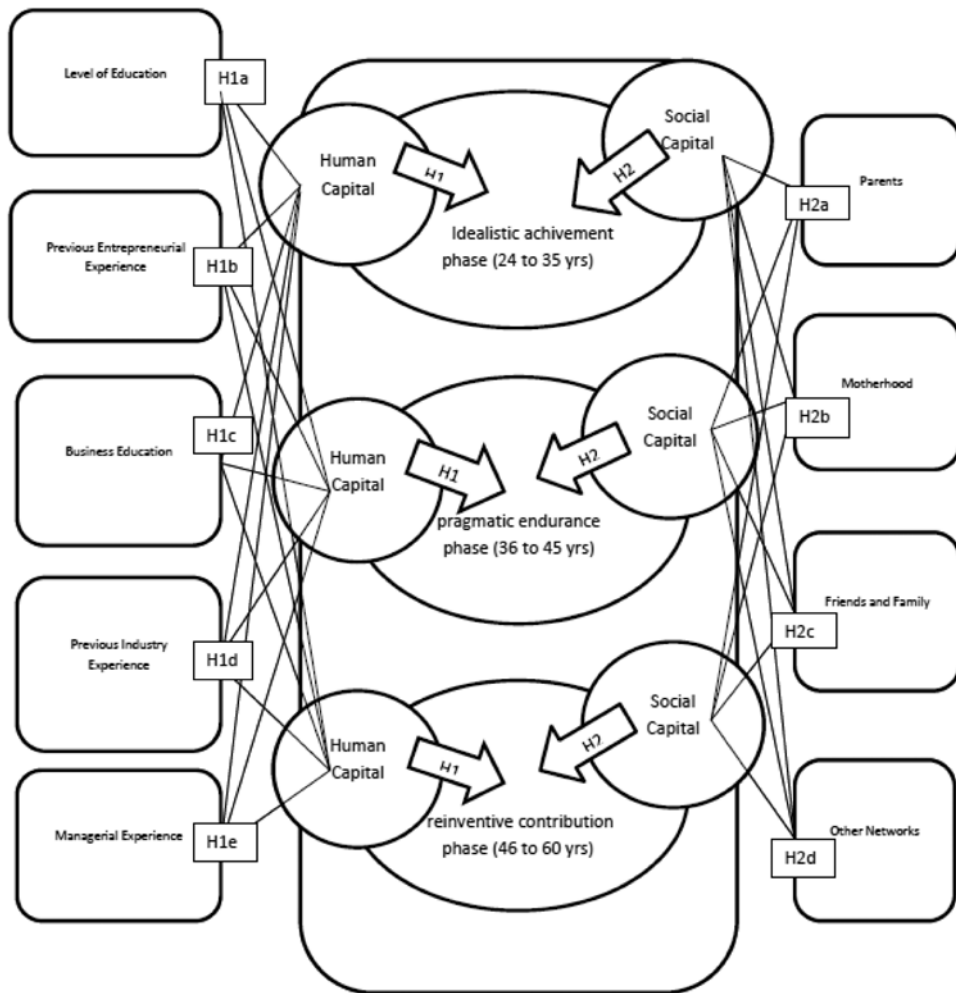 Level of Education
H1a
Previous Entrepreneurial
Experience
H1b
Business Education
H1c
Previous Industry
Experience
H1d
Managerial Experience
H1e
Human
Capital
H1
Social
Capital
H2
Idealistic achivement
phase (24 to 35 yrs)
Human
Capital
H1
Social
Capital
H2
pragmatic endurance
phase (36 to 45 yrs)
Human
Capital
H1
Social
Capital
H2
reinventive contribution
phase (46 to 60 yrs)
Parents
H2a
Motherhood
H2b
Friends and Family
H2c
Other Networks
H2d